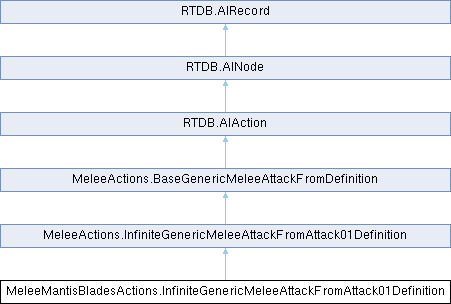 RTDB.AIRecord
RTDB.AINode
RTDB.AIAction
MeleeActions.BaseGenericMeleeAttackFromDefinition
MeleeActions.InfiniteGenericMeleeAttackFromAttack01Definition
MeleeMantisBladesActions.InfiniteGenericMeleeAttackFromAttack01Definition